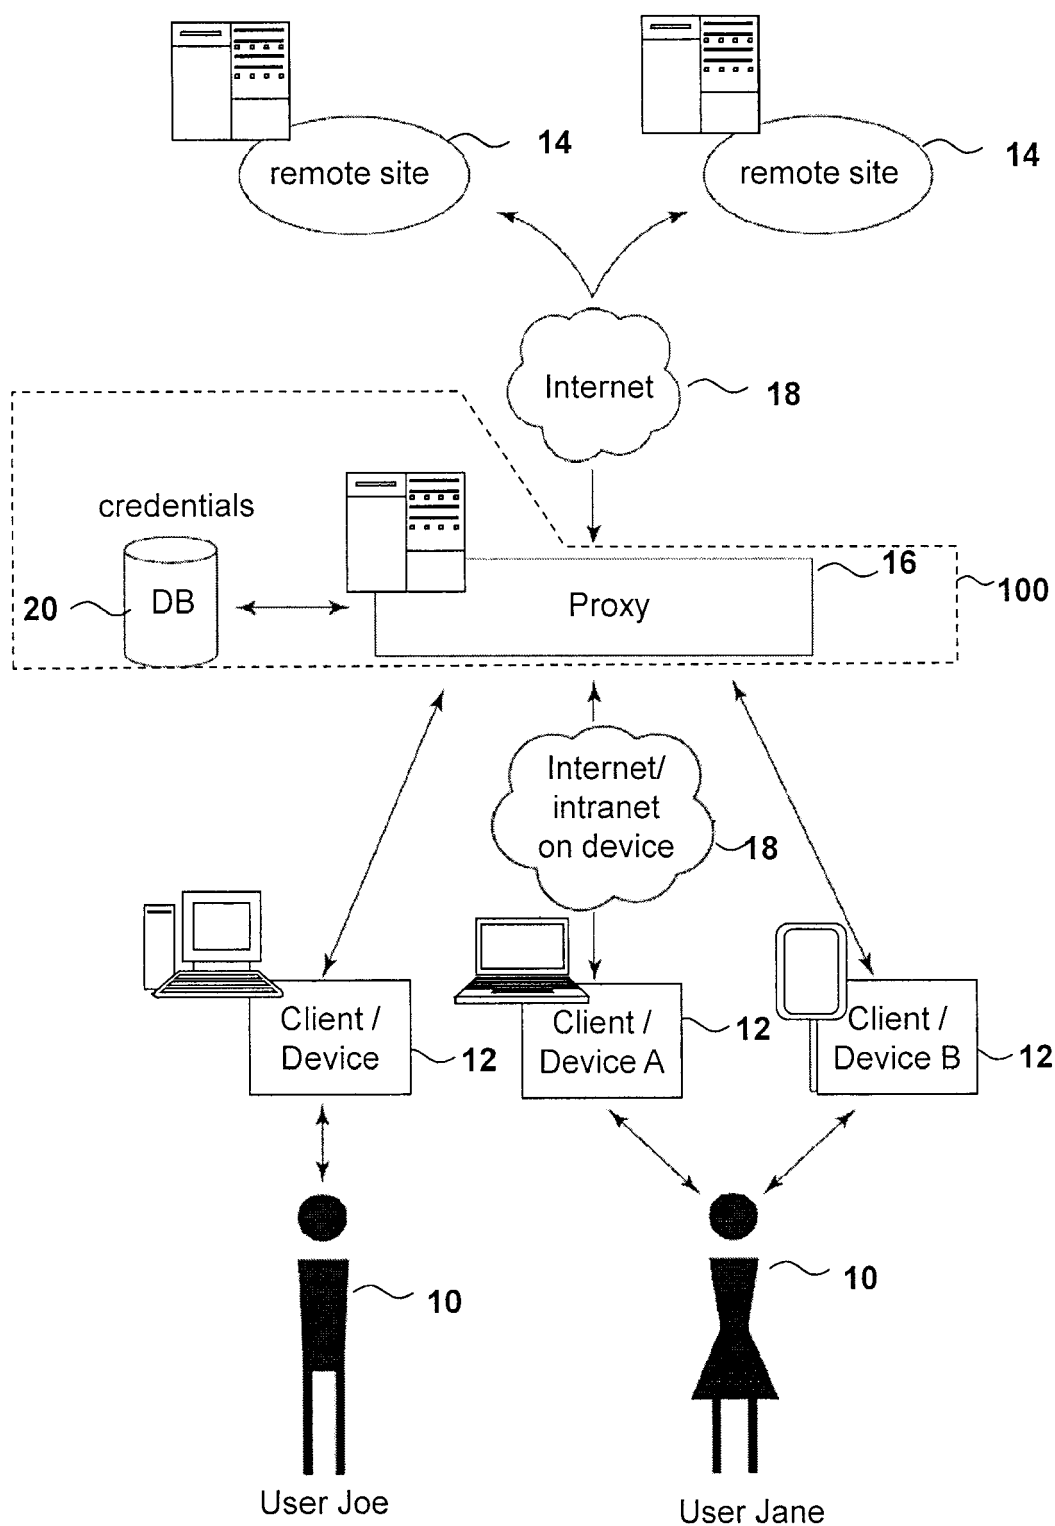 14
remote site
14
remote site
Internet
18
credentials
16
100
20
DB
Proxy
Internet/
intranet
on device
18
Client /
Device
12
Client /
Device A
12
Client /
Device B
12
10
10
User Joe
User Jane